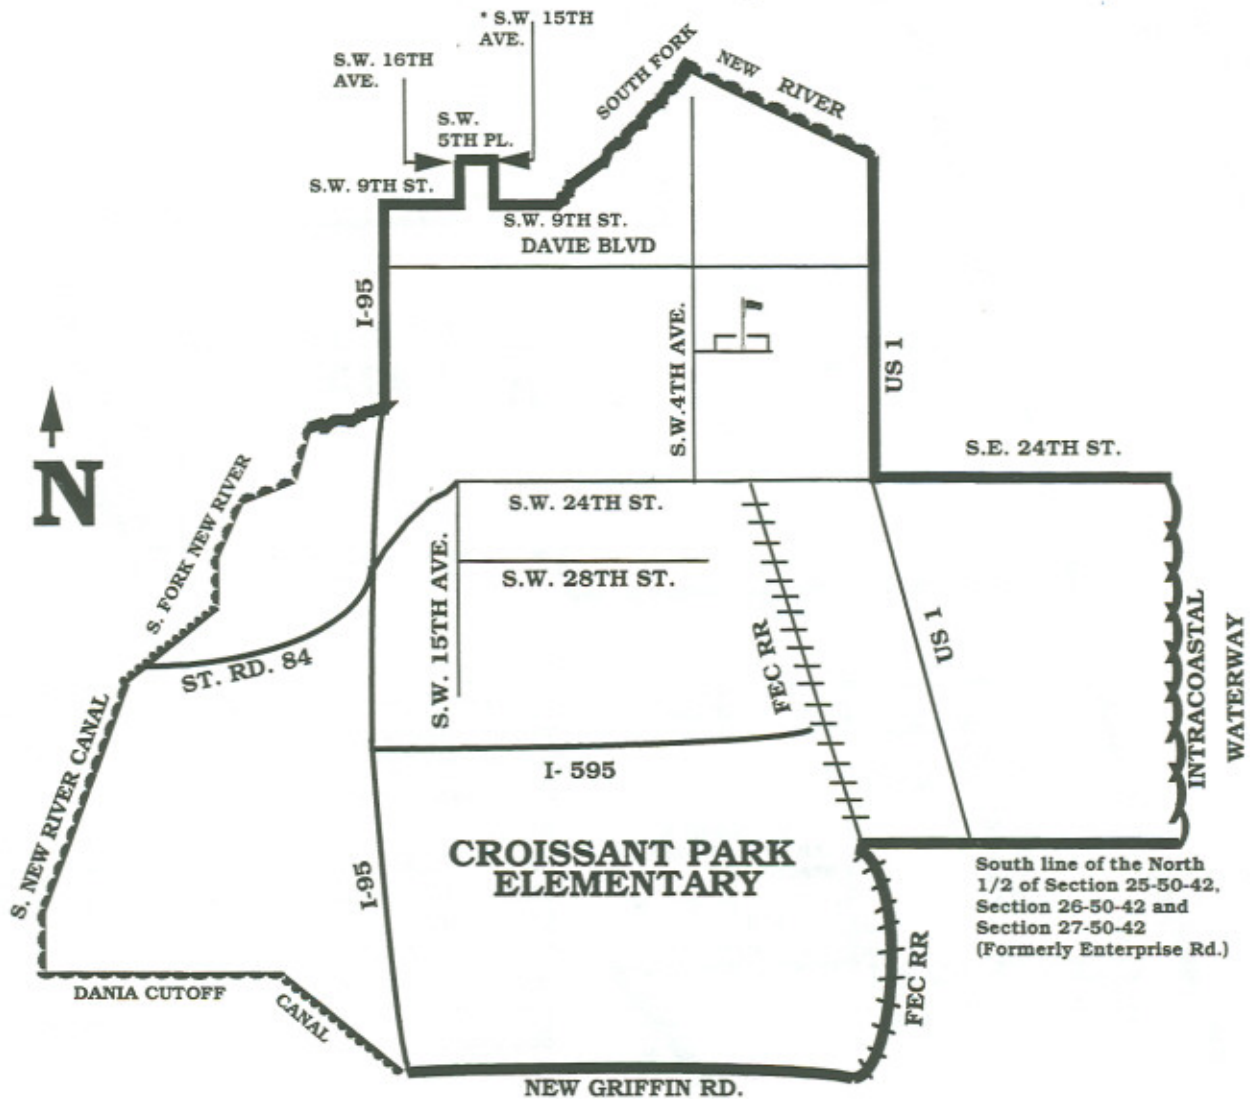 * S.W. 15TH
AVE.
S.W. 16TH
AVE.
SOUTH FORK
NEW RIVER
S.W.
5TH PL.
S.W. 9TH ST.
S.W. 9TH ST.
DAVIE BLVD
I-95
S.W.4TH AVE.
US 1
N
S.E. 24TH ST.
S. FORK NEW RIVER
S.W. 24TH ST.
S.W. 28TH ST.
S.W. 15TH AVE.
FEC RR
US 1
INTRACOASTAL
WATERWAY
ST. RD. 84
S. NEW RIVER CANAL
I- 595
CROISSANT PARK
ELEMENTARY
I-95
South line of the North
1/2 of Section 25-50-42,
Section 26-50-42 and
Section 27-50-42
(Formerly Enterprise Rd.)
FEC RR
DANIA CUTOFF
CANAL
NEW GRIFFIN RD.